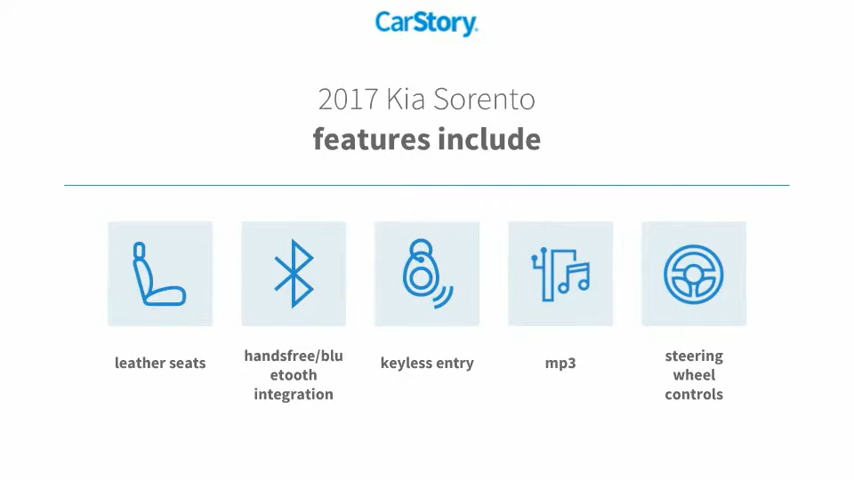 CarStory.
2017 Kia Sorento
features include
leather seats
handsfree/blu
etooth
integration
keyless entry
mp3
steering
wheel
controls